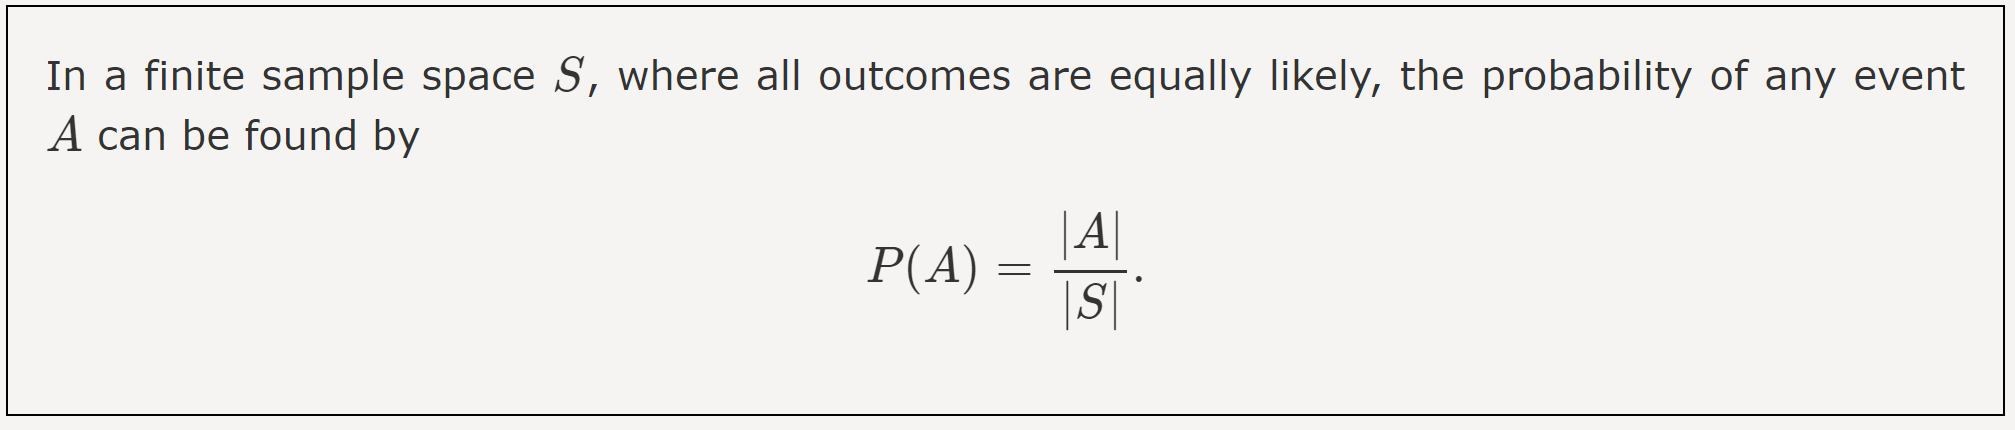 In a finite sample space S, where all outcomes are equally likely, the probability of any event
A can be found by
P(A) = |A| / |S|.